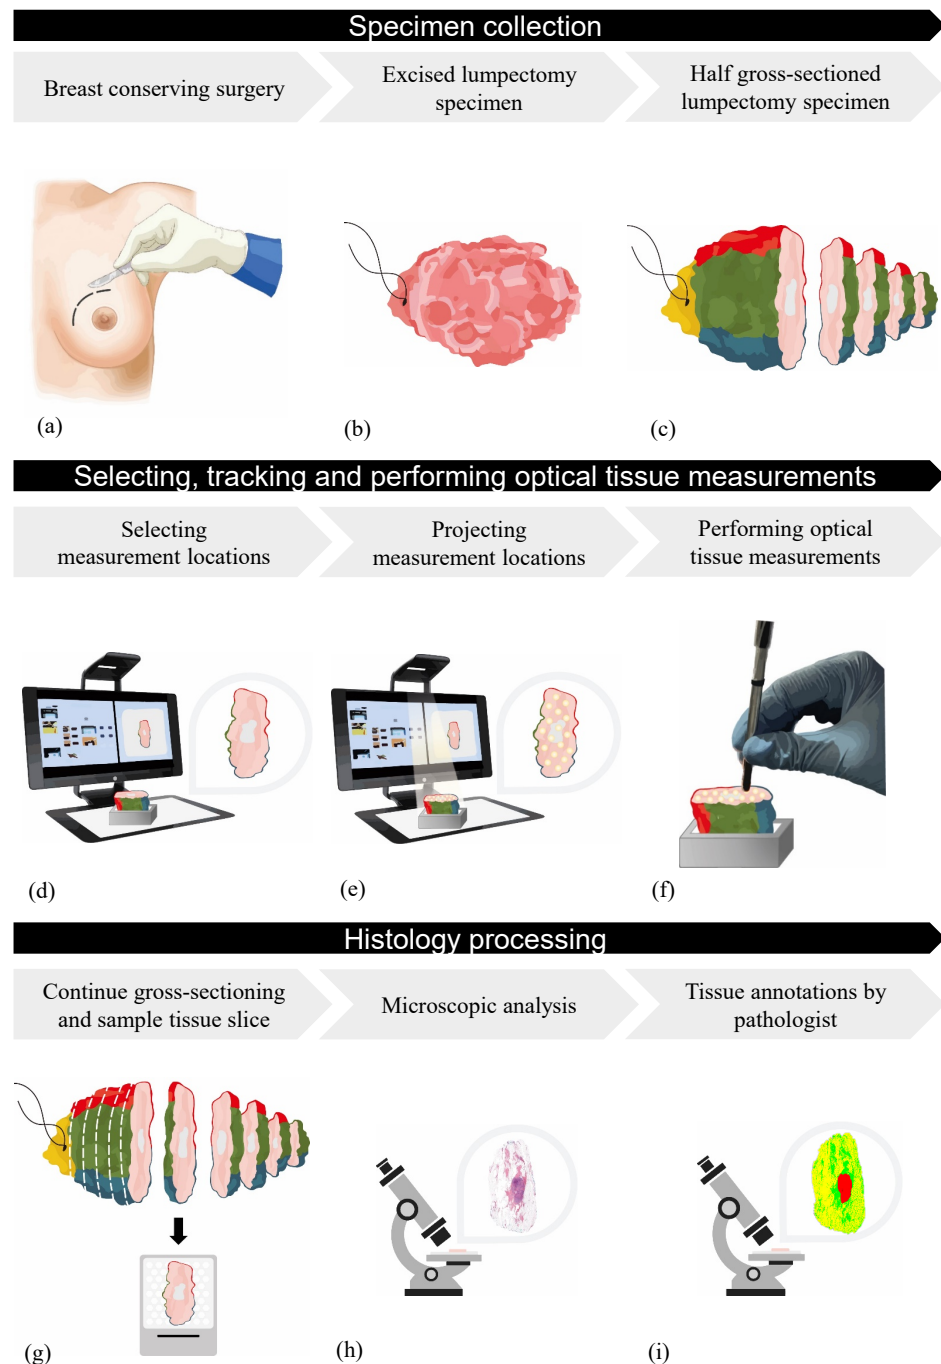 Specimen collection
Breast conserving surgery
Excised lumpectomy
specimen
Half gross-sectioned
lumpectomy specimen
(a)
(b)
(c)
Selecting, tracking and performing optical tissue measurements
Selecting
measurement locations
Projecting
measurement locations
Performing optical
tissue measurements
(d)
(e)
(f)
Histology processing
Continue gross-sectioning
and sample tissue slice
Microscopic analysis
Tissue annotations by
pathologist
(g)
(h)
(i)